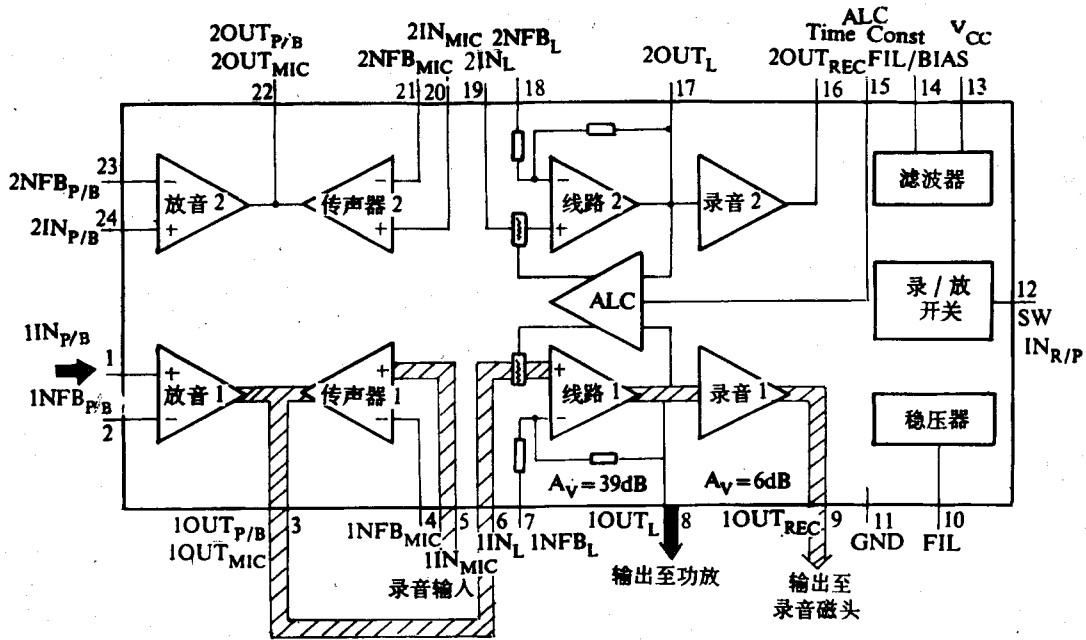 2OUTP/B
2OUTMIC
22
2NFBMIC
21
2INMIC
20
2INL
19
2NFBL
18
2OUTL
17
2OUTREC
16
ALC
Time Const
15
FIL/BIAS
14
VCC
13
2NFBP/B
23
2INP/B
24
放音 2
传声器 2
线路 2
录音 2
滤波器
ALC
录 / 放
开关
12
SW
INR/P
1INP/B
1
1NFBP/B
2
放音 1
传声器 1
线路 1
录音 1
稳压器
AV=39dB
AV=6dB
1OUTP/B
1OUTMIC
3
1NFBMIC
4
5
1INMIC
录音输入
6
1INL
7
1NFBL
1OUTL
8
输出至功放
1OUTREC
9
输出至
录音磁头
11
GND
10
FIL